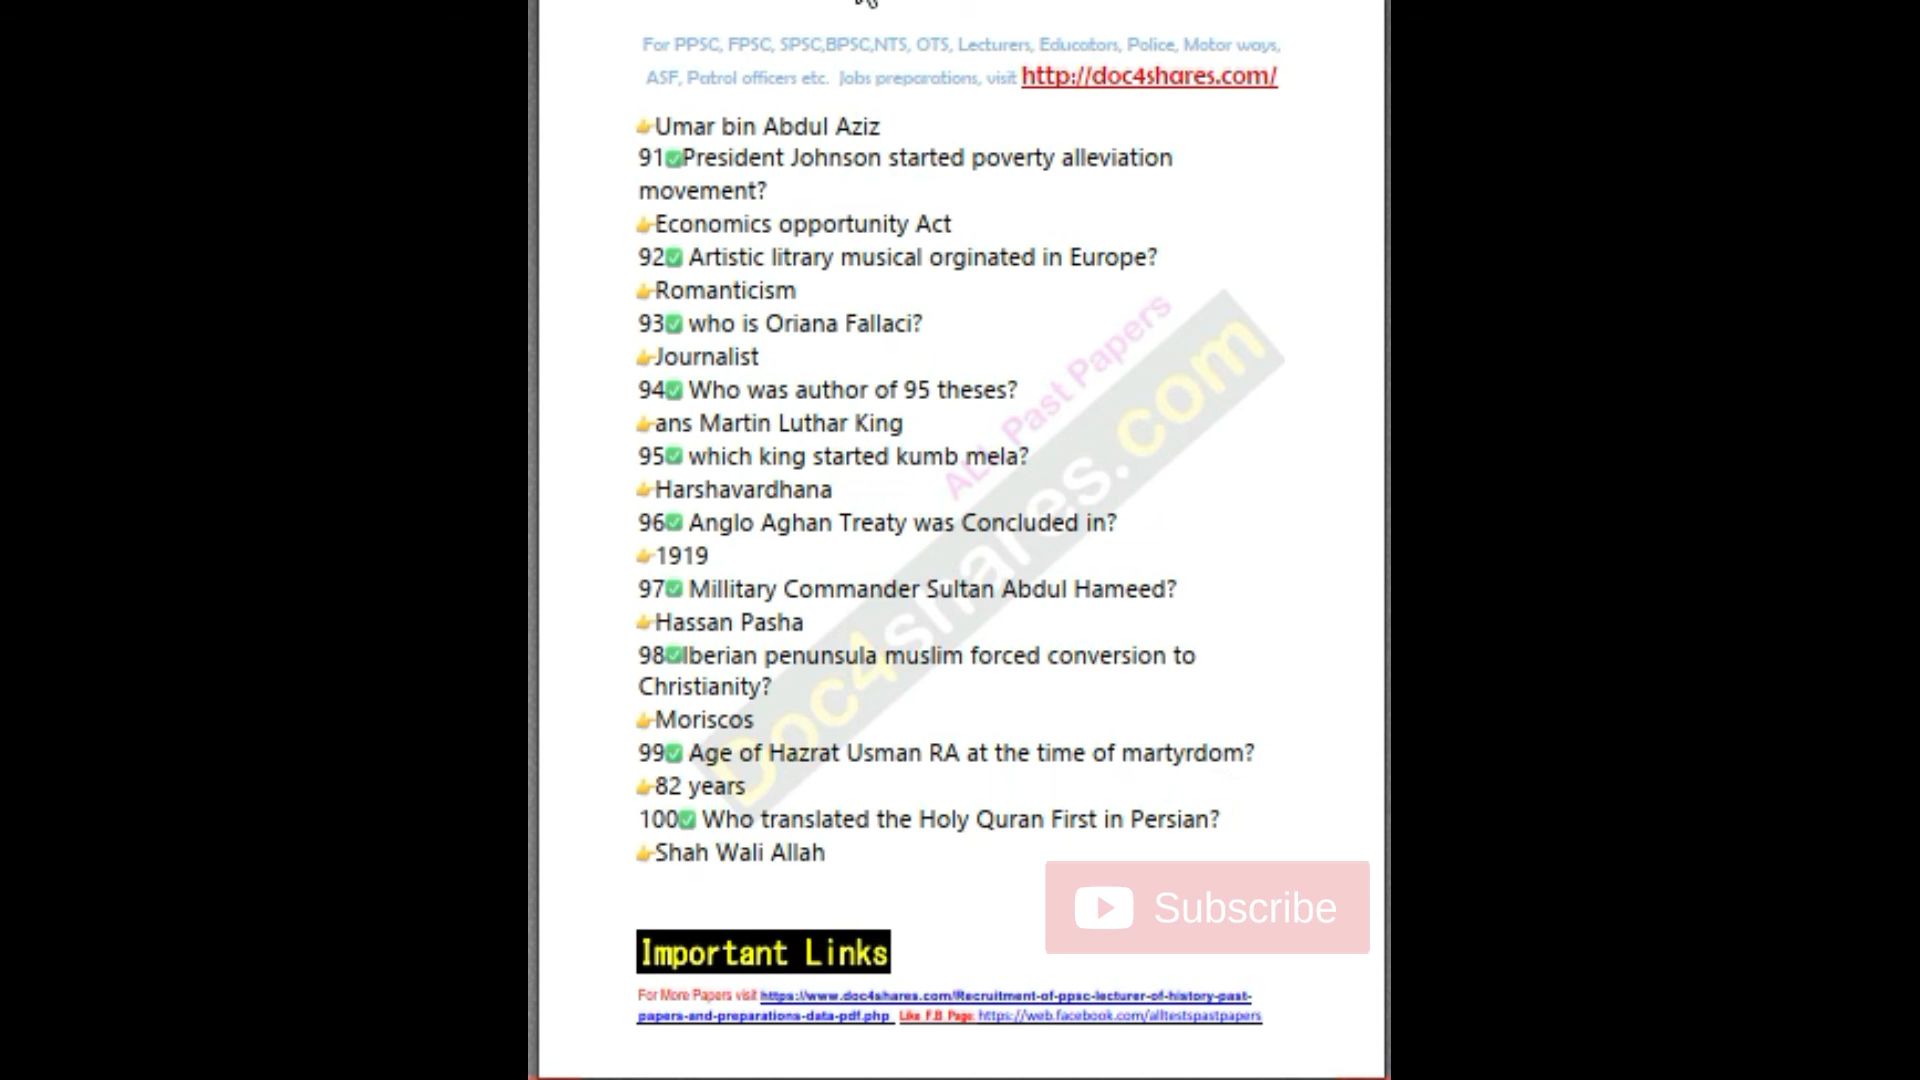 For PPSC, FPSC, SPSC,BPSC,NTS, OTS, Lecturers, Educators, Police, Motor ways,
ASF, Patrol officers etc. Jobs preparations, visit http://doc4shares.com/
👉Umar bin Abdul Aziz
91✅President Johnson started poverty alleviation
movement?
👉Economics opportunity Act
92✅ Artistic litrary musical orginated in Europe?
👉Romanticism
93✅ who is Oriana Fallaci?
👉Journalist
94✅ Who was author of 95 theses?
👉ans Martin Luthar King
95✅ which king started kumb mela?
👉Harshavardhana
96✅ Anglo Aghan Treaty was Concluded in?
👉1919
97✅ Millitary Commander Sultan Abdul Hameed?
👉Hassan Pasha
98✅Iberian penunsula muslim forced conversion to
Christianity?
👉Moriscos
99✅ Age of Hazrat Usman RA at the time of martyrdom?
👉82 years
100✅ Who translated the Holy Quran First in Persian?
👉Shah Wali Allah
ALL Past Papers
Doc4shares.com
Subscribe
Important Links
For More Papers visit https://www.doc4shares.com/Recruitment-of-ppsc-lecturer-of-history-past-
papers-and-preparations-data-pdf.php Like F.B Page: https://web.facebook.com/alltestspastpapers